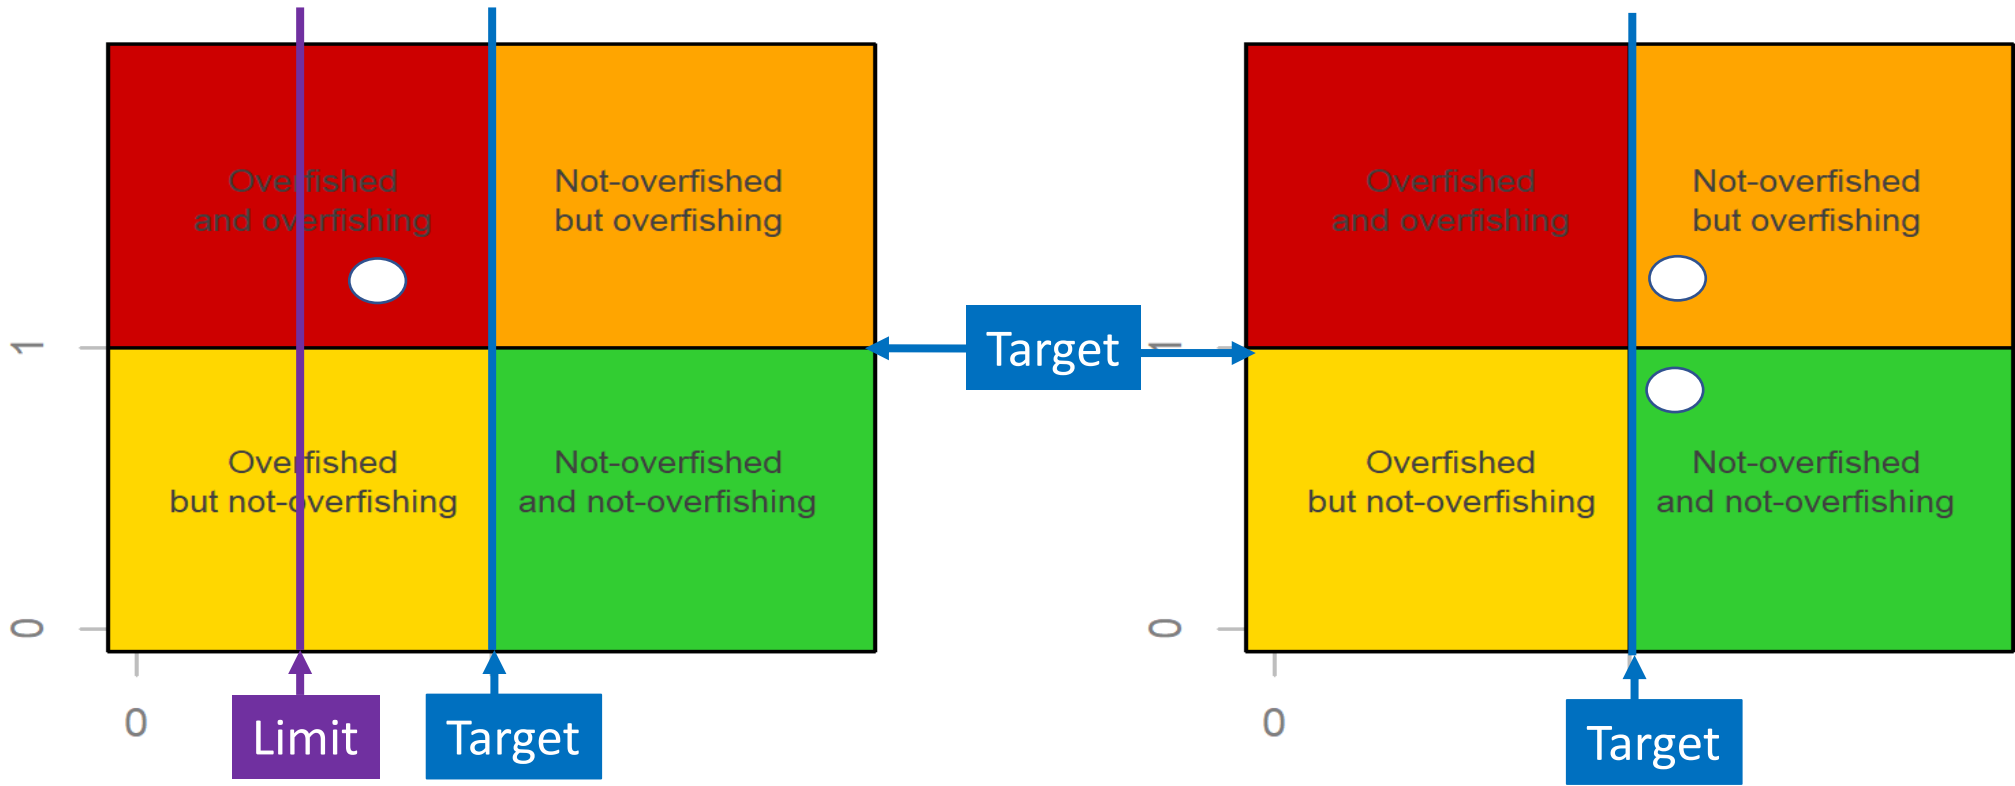 Overfished
and overfishing
Not-overfished
but overfishing
1
Overfished
but not-overfishing
Not-overfished
and not-overfishing
0
0
Limit
Target
Target
Overfished
and overfishing
Not-overfished
but overfishing
1
Overfished
but not-overfishing
Not-overfished
and not-overfishing
0
0
Target